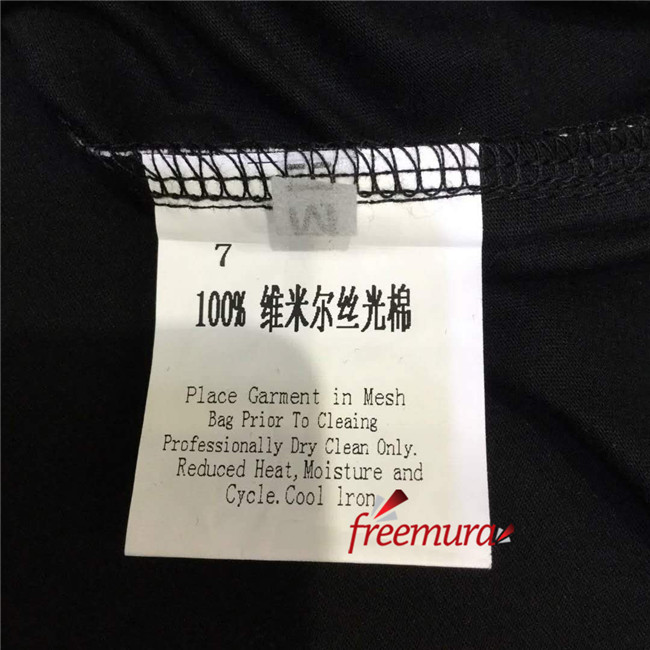 M
7
100% 维米尔丝光棉
Place Garment in Mesh
Bag Prior To Cleaing
Professionally Dry Clean Only.
Reduced Heat,Moisture and
Cycle.Cool lron
freemura